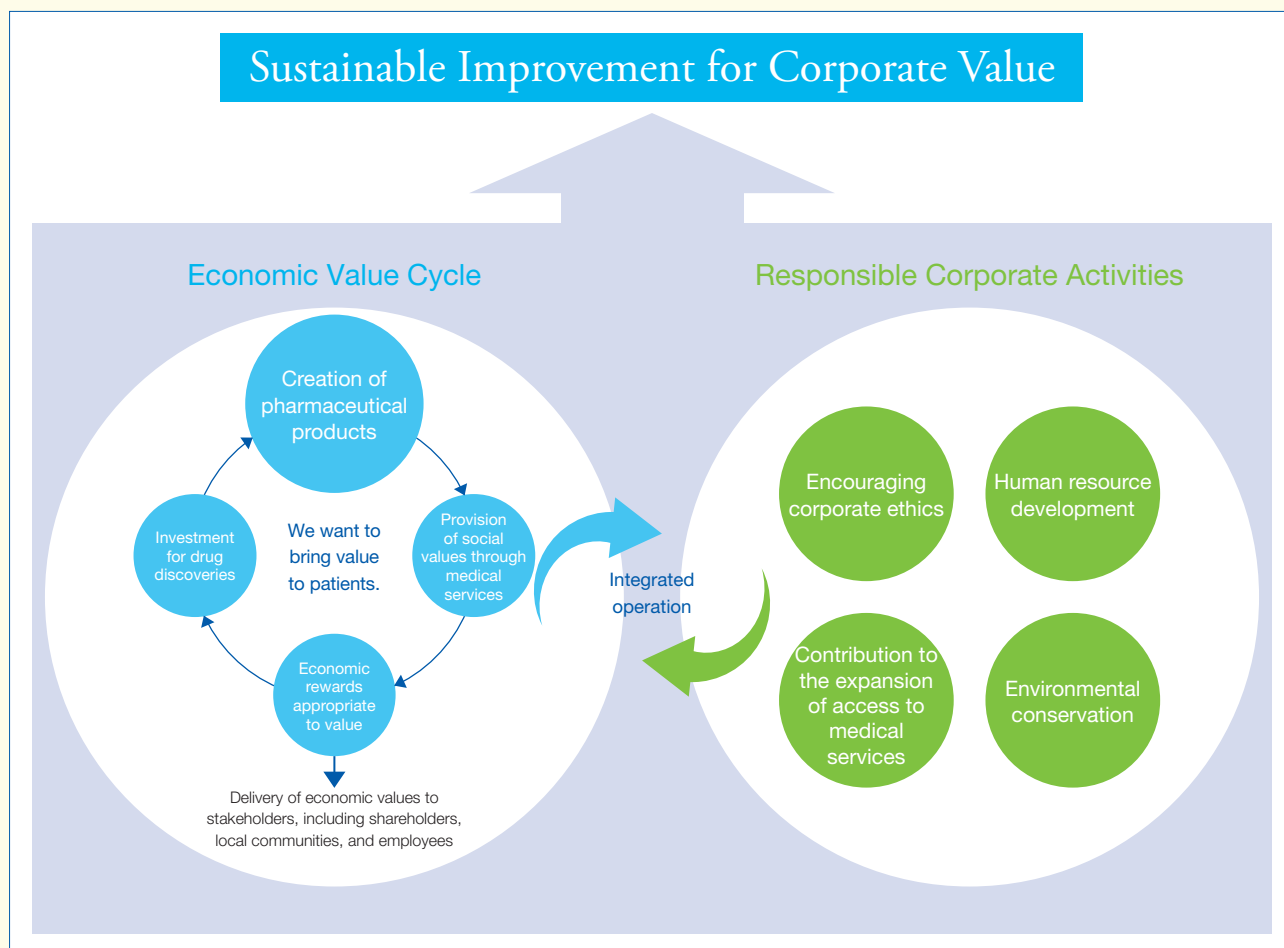 Sustainable Improvement for Corporate Value
Economic Value Cycle
Creation of
pharmaceutical
products
Provision
of social
values through
medical
services
Economic
rewards
appropriate
to value
Investment
for drug
discoveries
We want to
bring value
to patients.
Delivery of economic values to
stakeholders, including shareholders,
local communities, and employees
Integrated
operation
Responsible Corporate Activities
Encouraging
corporate ethics
Human resource
development
Contribution to
the expansion
of access to
medical
services
Environmental
conservation